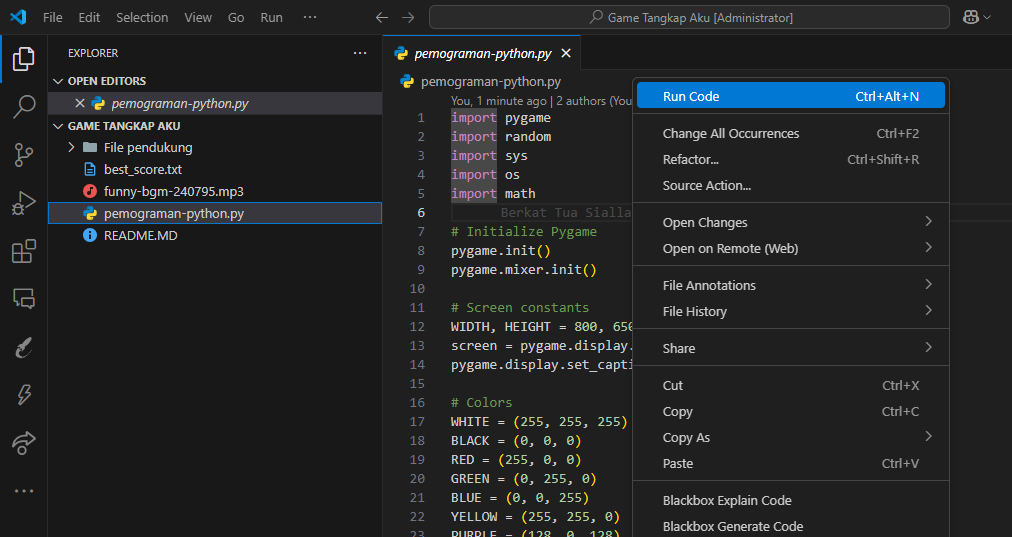 File Edit Selection View Go Run ··· Game Tangkap Aku [Administrator]
EXPLORER ···
OPEN EDITORS
pemograman-python.py
GAME TANGKAP AKU
File pendukung
best_score.txt
funny-bgm-240795.mp3
pemograman-python.py
README.MD
pemograman-python.py
pemograman-python.py
You, 1 minute ago | 2 authors (You
1 import pygame
2 import random
3 import sys
4 import os
5 import math
6 Berkat Tua Sialla
7 # Initialize Pygame
8 pygame.init()
9 pygame.mixer.init()
10
11 # Screen constants
12 WIDTH, HEIGHT = 800, 650
13 screen = pygame.display.
14 pygame.display.set_capti
15
16 # Colors
17 WHITE = (255, 255, 255)
18 BLACK = (0, 0, 0)
19 RED = (255, 0, 0)
20 GREEN = (0, 255, 0)
21 BLUE = (0, 0, 255)
22 YELLOW = (255, 255, 0)
23 PURPLE = (128, 0, 128)
Run Code Ctrl+Alt+N
Change All Occurrences Ctrl+F2
Refactor... Ctrl+Shift+R
Source Action...
Open Changes
Open on Remote (Web)
File Annotations
File History
Share
Cut Ctrl+X
Copy Ctrl+C
Copy As
Paste Ctrl+V
Blackbox Explain Code
Blackbox Generate Code